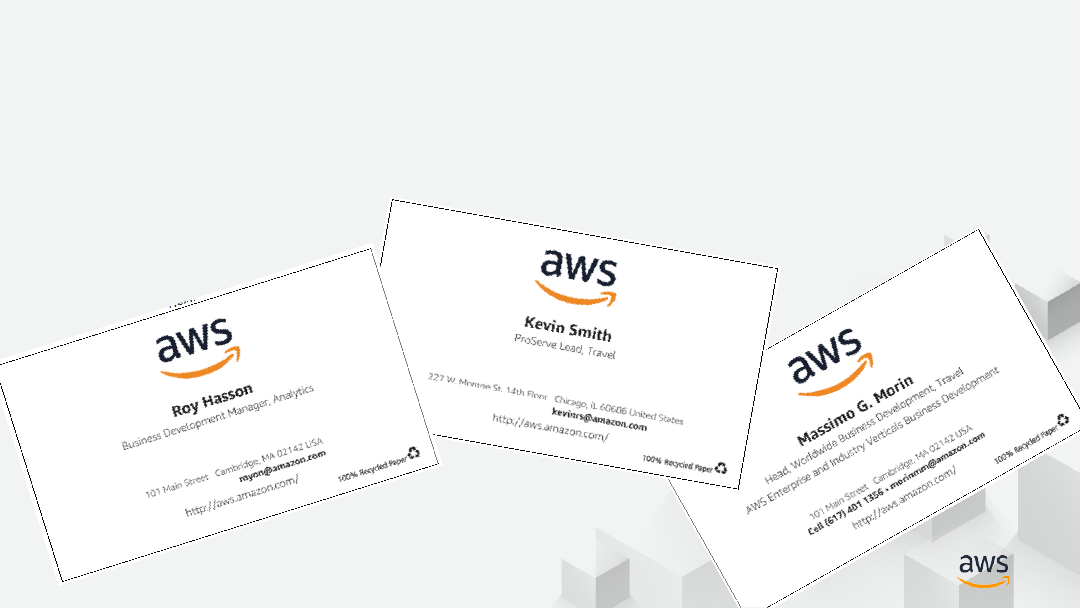 aws
Roy Hasson
Business Development Manager, Analytics
101 Main Street Cambridge, MA 02142 USA
royon@amazon.com
http://aws.amazon.com/
100% Recycled Paper
aws
Kevin Smith
ProServe Lead, Travel
227 W. Monroe St. 14th Floor Chicago, IL 60606 United States
kevinrs@amazon.com
http://aws.amazon.com/
100% Recycled Paper
aws
Massimo G. Morin
Head, Worldwide Business Development, Travel
AWS Enterprise and Industry Verticals Business Development
101 Main Street Cambridge, MA 02142 USA
Cell (617) 401 1356 • morinmm@amazon.com
http://aws.amazon.com/
100% Recycled Paper
aws